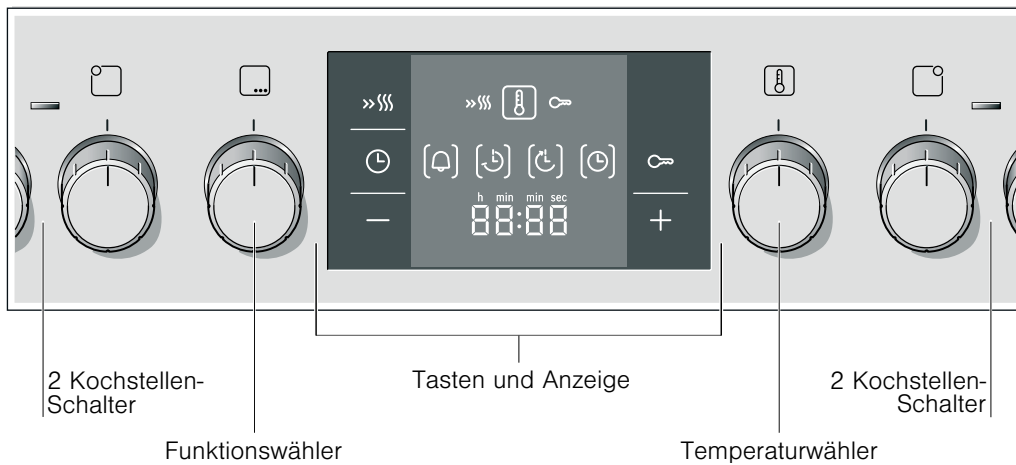 h min min sec
88:88
2 Kochstellen-
Schalter
Tasten und Anzeige
2 Kochstellen-
Schalter
Funktionswähler
Temperaturwähler